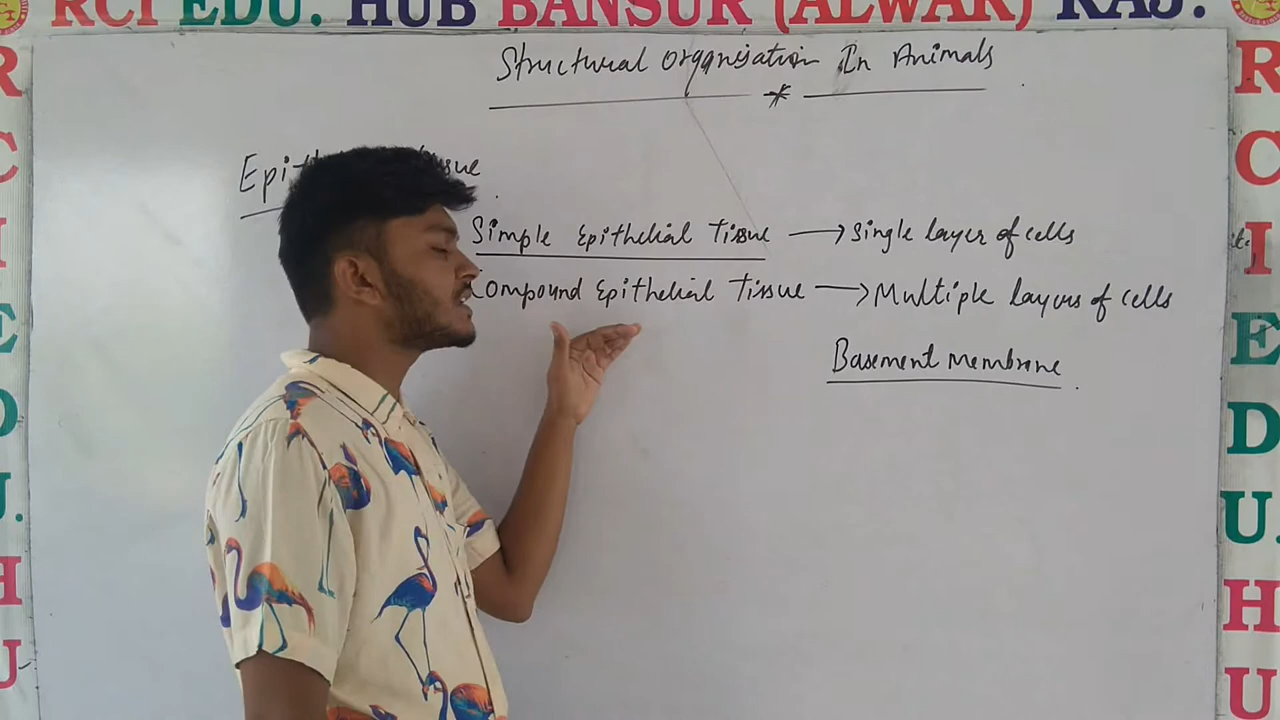 RCI EDU. HUB BANSUR (ALWAR) RAJ.
Structural Organisation In Animals
Simple Epithelial Tissue → Single layer of cells
Compound Epithelial Tissue → Multiple layers of cells
Basement Membrane
R
C
I
E
D
U.
H
U
R
C
I
E
D
U.
H
U